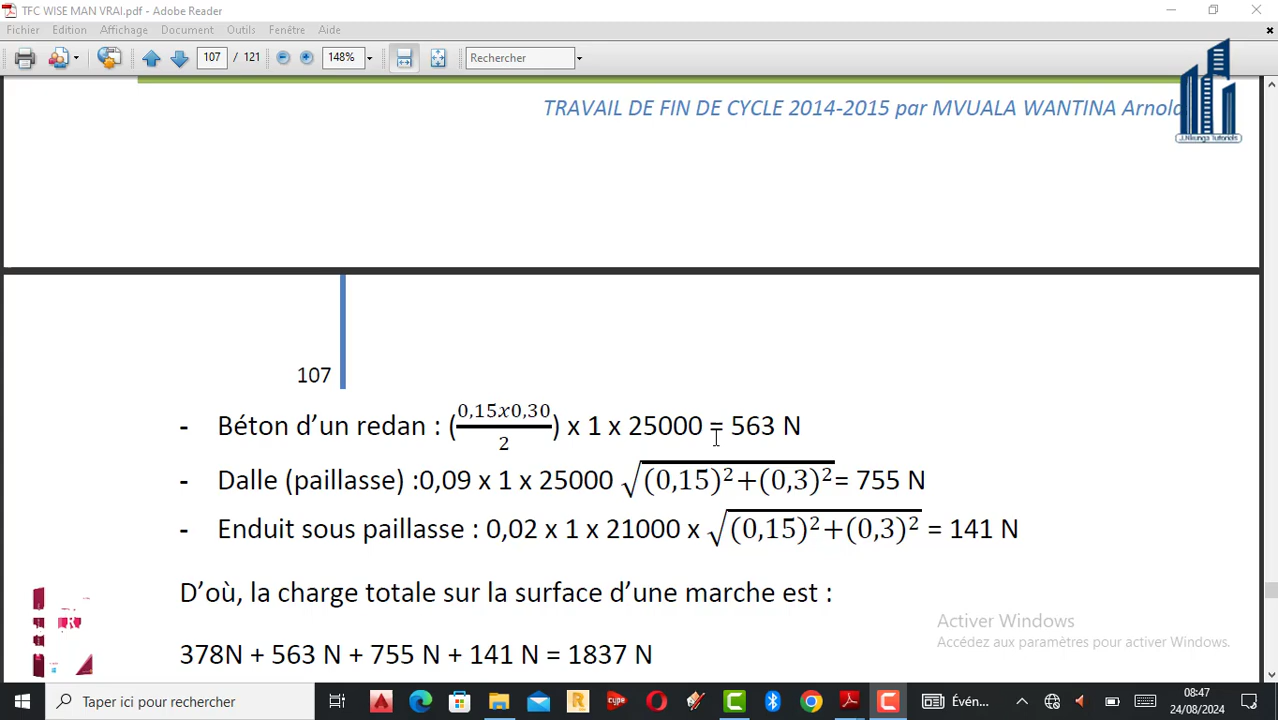 TFC WISE MAN VRAI.pdf - Adobe Reader
Fichier Edition Affichage Document Outils Fenêtre Aide
107 / 121 148% Rechercher
TRAVAIL DE FIN DE CYCLE 2014-2015 par MVUALA WANTINA Arnold
J.Nkunga Tutoriels
107
- Béton d’un redan : (0,15x0,30/2) x 1 x 25000 = 563 N
- Dalle (paillasse) :0,09 x 1 x 25000 √(0,15)²+(0,3)²= 755 N
- Enduit sous paillasse : 0,02 x 1 x 21000 x √(0,15)²+(0,3)² = 141 N
D’où, la charge totale sur la surface d’une marche est :
Activer Windows
Accédez aux paramètres pour activer Windows.
378N + 563 N + 755 N + 141 N = 1837 N
Taper ici pour rechercher cype Événe... 08:47
24/08/2024